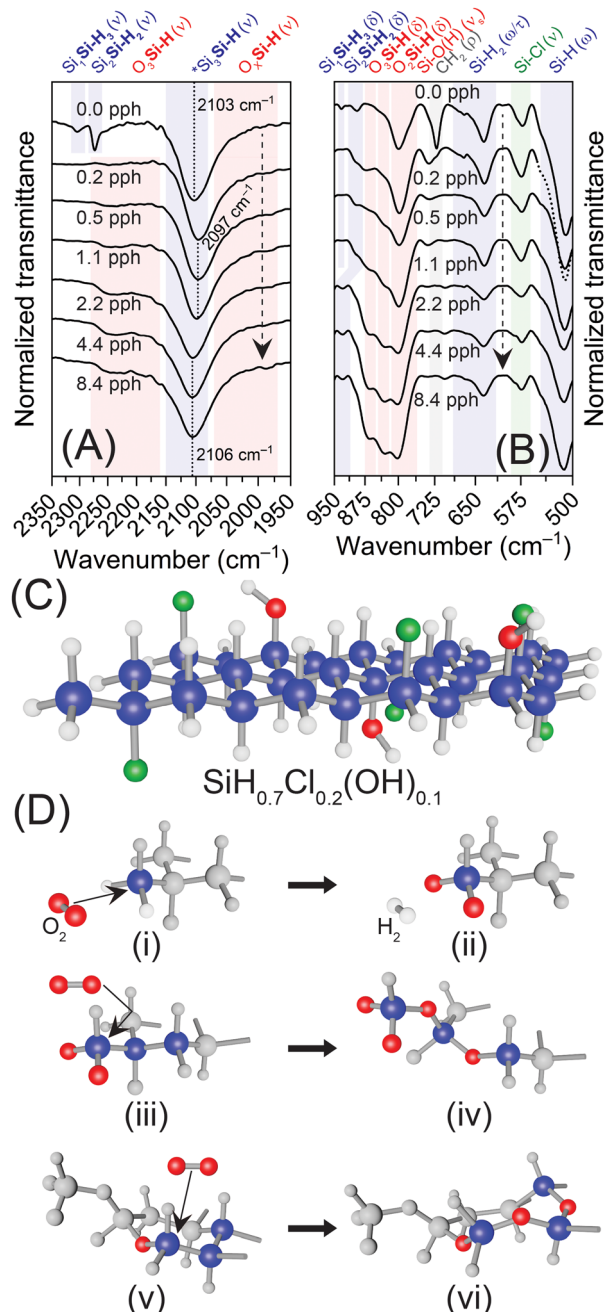 (A)
(B)
Si₁Si-H₃(ν)
Si₂Si-H₂(ν)
O₃Si-H(ν)
*Si₃Si-H(ν)
OₓSi-H(ν)
Si₁Si-H₃(δ)
Si₂Si-H₂(δ)
O₃Si-H(δ)
O₂Si-H(δ)
Si-O(H)(νₛ)
CH₂(ρ)
Si-H₂(ω/τ)
Si-Cl(ν)
Si-H(ω)
Normalized transmittance
0.0 pph
0.2 pph
0.5 pph
1.1 pph
2.2 pph
4.4 pph
8.4 pph
2103 cm⁻¹
2097 cm⁻¹
2106 cm⁻¹
2350 2300 2250 2200 2150 2100 2050 2000 1950
Wavenumber (cm⁻¹)
Normalized transmittance
0.0 pph
0.2 pph
0.5 pph
1.1 pph
2.2 pph
4.4 pph
8.4 pph
950 875 800 725 650 575 500
Wavenumber (cm⁻¹)
(C)
SiH₀.₇Cl₀.₂(OH)₀.₁
(D)
O₂
H₂
(i)
(ii)
(iii)
(iv)
(v)
(vi)